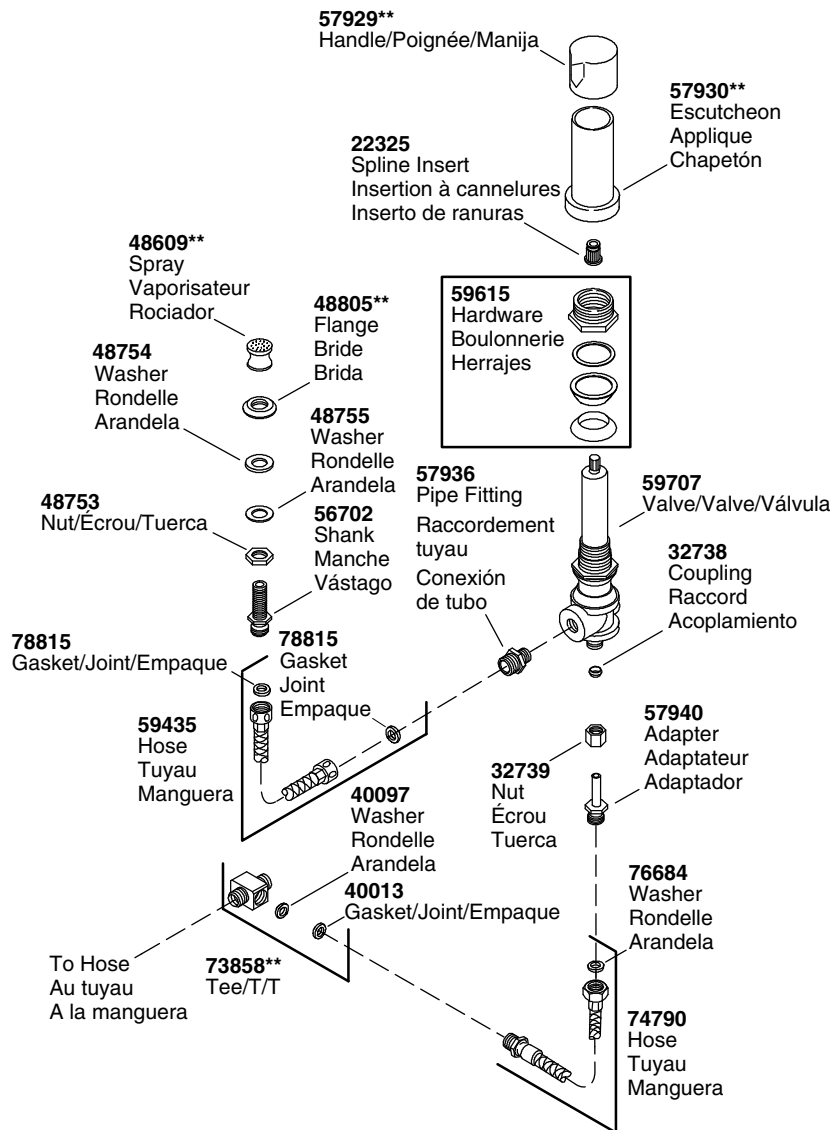 57929**
Handle/Poignée/Manija
57930**
Escutcheon
Applique
Chapetón
22325
Spline Insert
Insertion à cannelures
Inserto de ranuras
48609**
Spray
Vaporisateur
Rociador
48805**
Flange
Bride
Brida
59615
Hardware
Boulonnerie
Herrajes
48754
Washer
Rondelle
Arandela
48755
Washer
Rondelle
Arandela
57936
Pipe Fitting
Raccordement
tuyau
Conexión
de tubo
59707
Valve/Valve/Válvula
48753
Nut/Écrou/Tuerca
56702
Shank
Manche
Vástago
32738
Coupling
Raccord
Acoplamiento
78815
Gasket/Joint/Empaque
78815
Gasket
Joint
Empaque
59435
Hose
Tuyau
Manguera
57940
Adapter
Adaptateur
Adaptador
32739
Nut
Écrou
Tuerca
40097
Washer
Rondelle
Arandela
40013
Gasket/Joint/Empaque
76684
Washer
Rondelle
Arandela
To Hose
Au tuyau
A la manguera
73858**
Tee/T/T
74790
Hose
Tuyau
Manguera